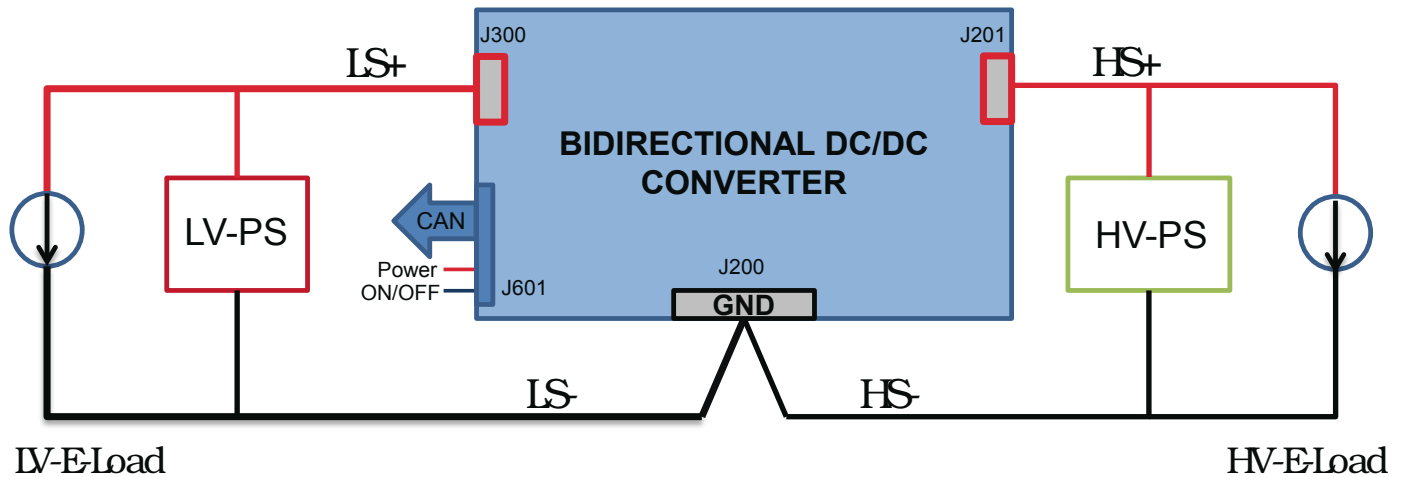 J300
J201
LS+
HS+
BIDIRECTIONAL DC/DC
CONVERTER
CAN
LV-PS
HV-PS
Power
ON/OFF
J601
J200
GND
LS-
HS-
LV-E-Load
HV-E-Load